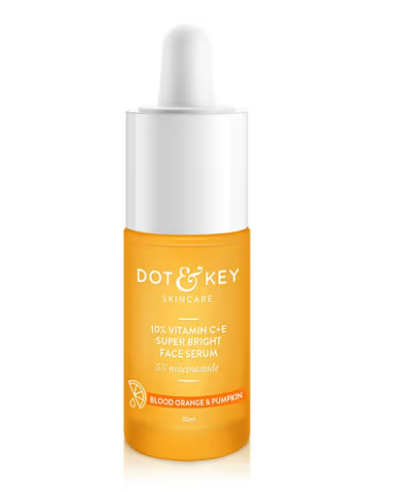 DOT & KEY
SKINCARE
10% VITAMIN C+E
SUPER BRIGHT
FACE SERUM
5% niacinamide
BLOOD ORANGE & PUMPKIN